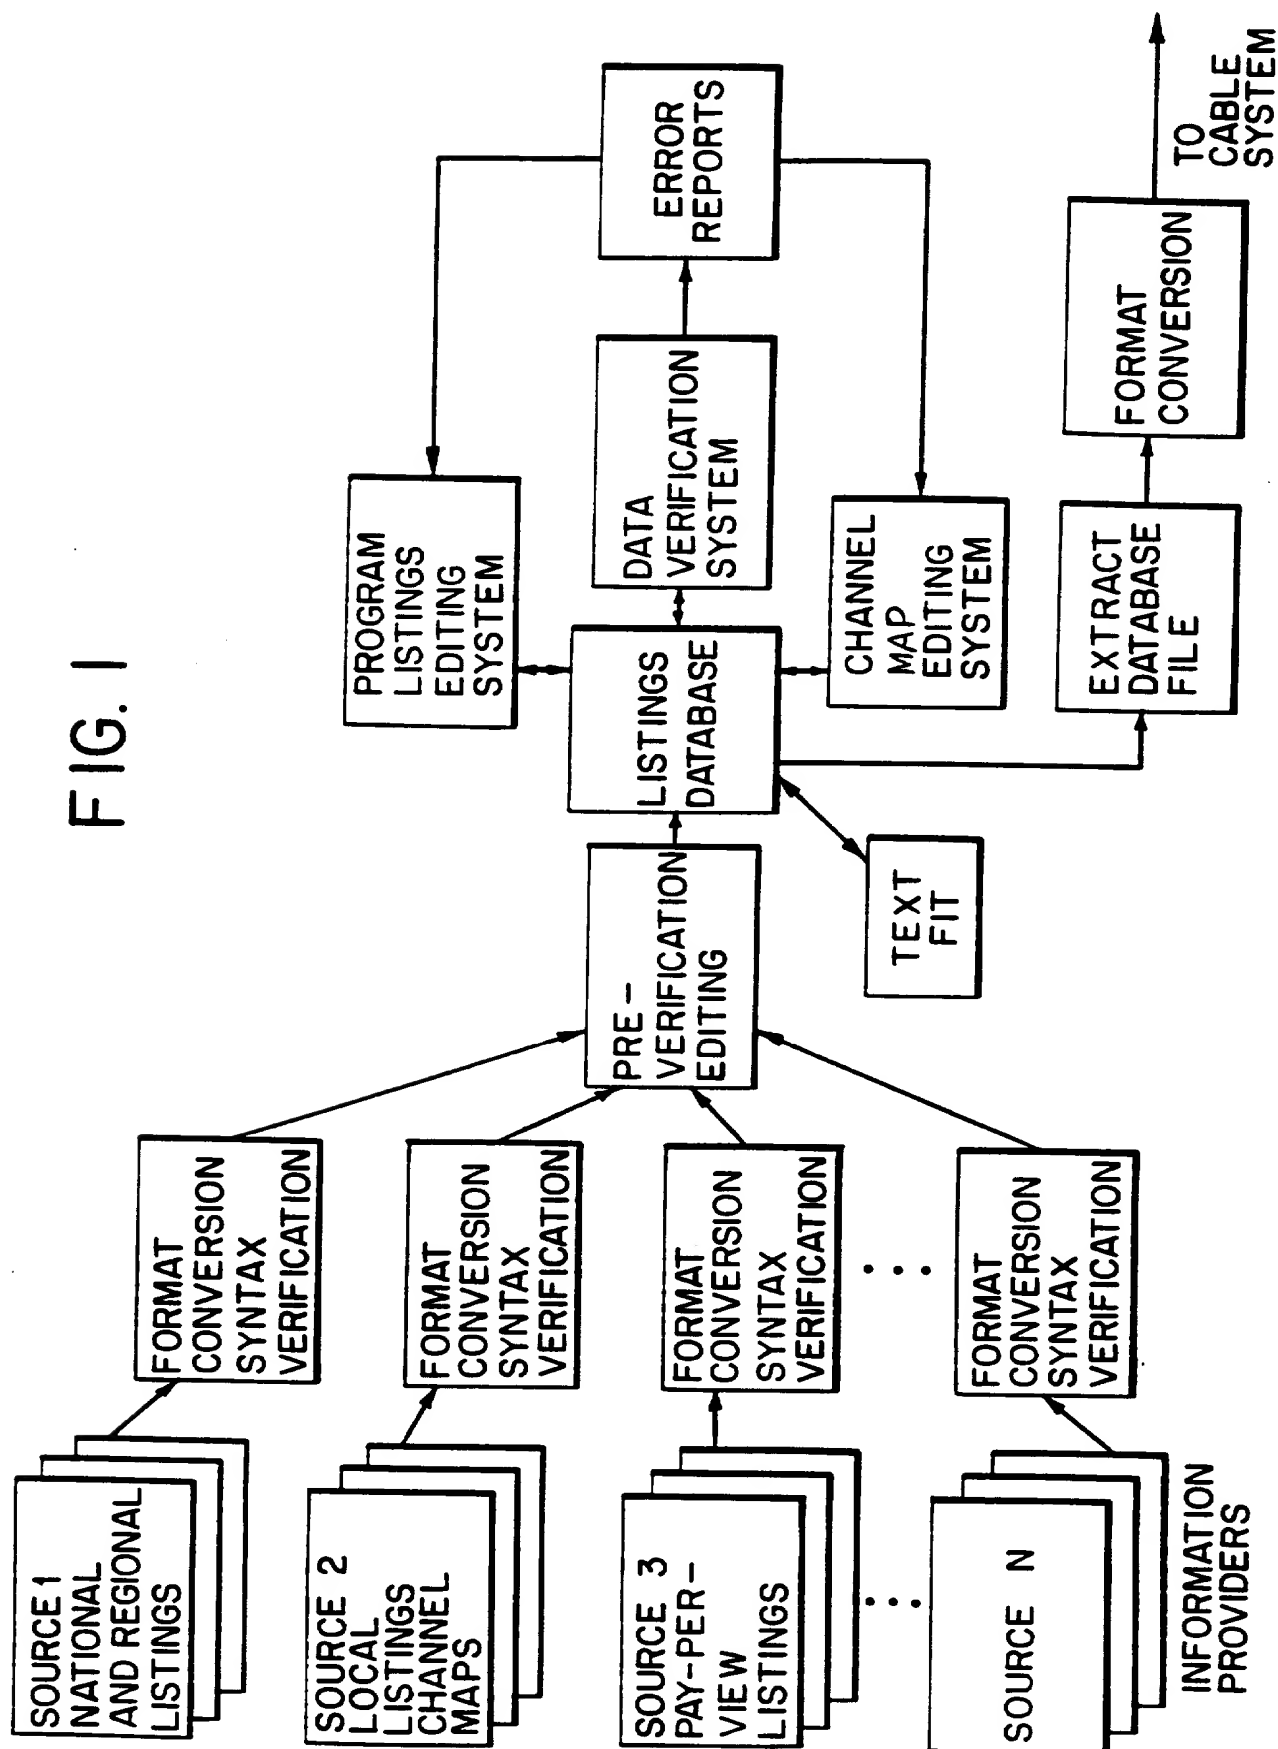 FIG. 1
SOURCE 1
NATIONAL
AND REGIONAL
LISTINGS
SOURCE 2
LOCAL
LISTINGS
CHANNEL
MAPS
SOURCE 3
PAY-PER-
VIEW
LISTINGS
SOURCE N
INFORMATION
PROVIDERS
FORMAT
CONVERSION
SYNTAX
VERIFICATION
FORMAT
CONVERSION
SYNTAX
VERIFICATION
FORMAT
CONVERSION
SYNTAX
VERIFICATION
FORMAT
CONVERSION
SYNTAX
VERIFICATION
PRE-
VERIFICATION
EDITING
TEXT
FIT
LISTINGS
DATABASE
PROGRAM
LISTINGS
EDITING
SYSTEM
DATA
VERIFICATION
SYSTEM
CHANNEL
MAP
EDITING
SYSTEM
EXTRACT
DATABASE
FILE
ERROR
REPORTS
FORMAT
CONVERSION
TO
CABLE
SYSTEM